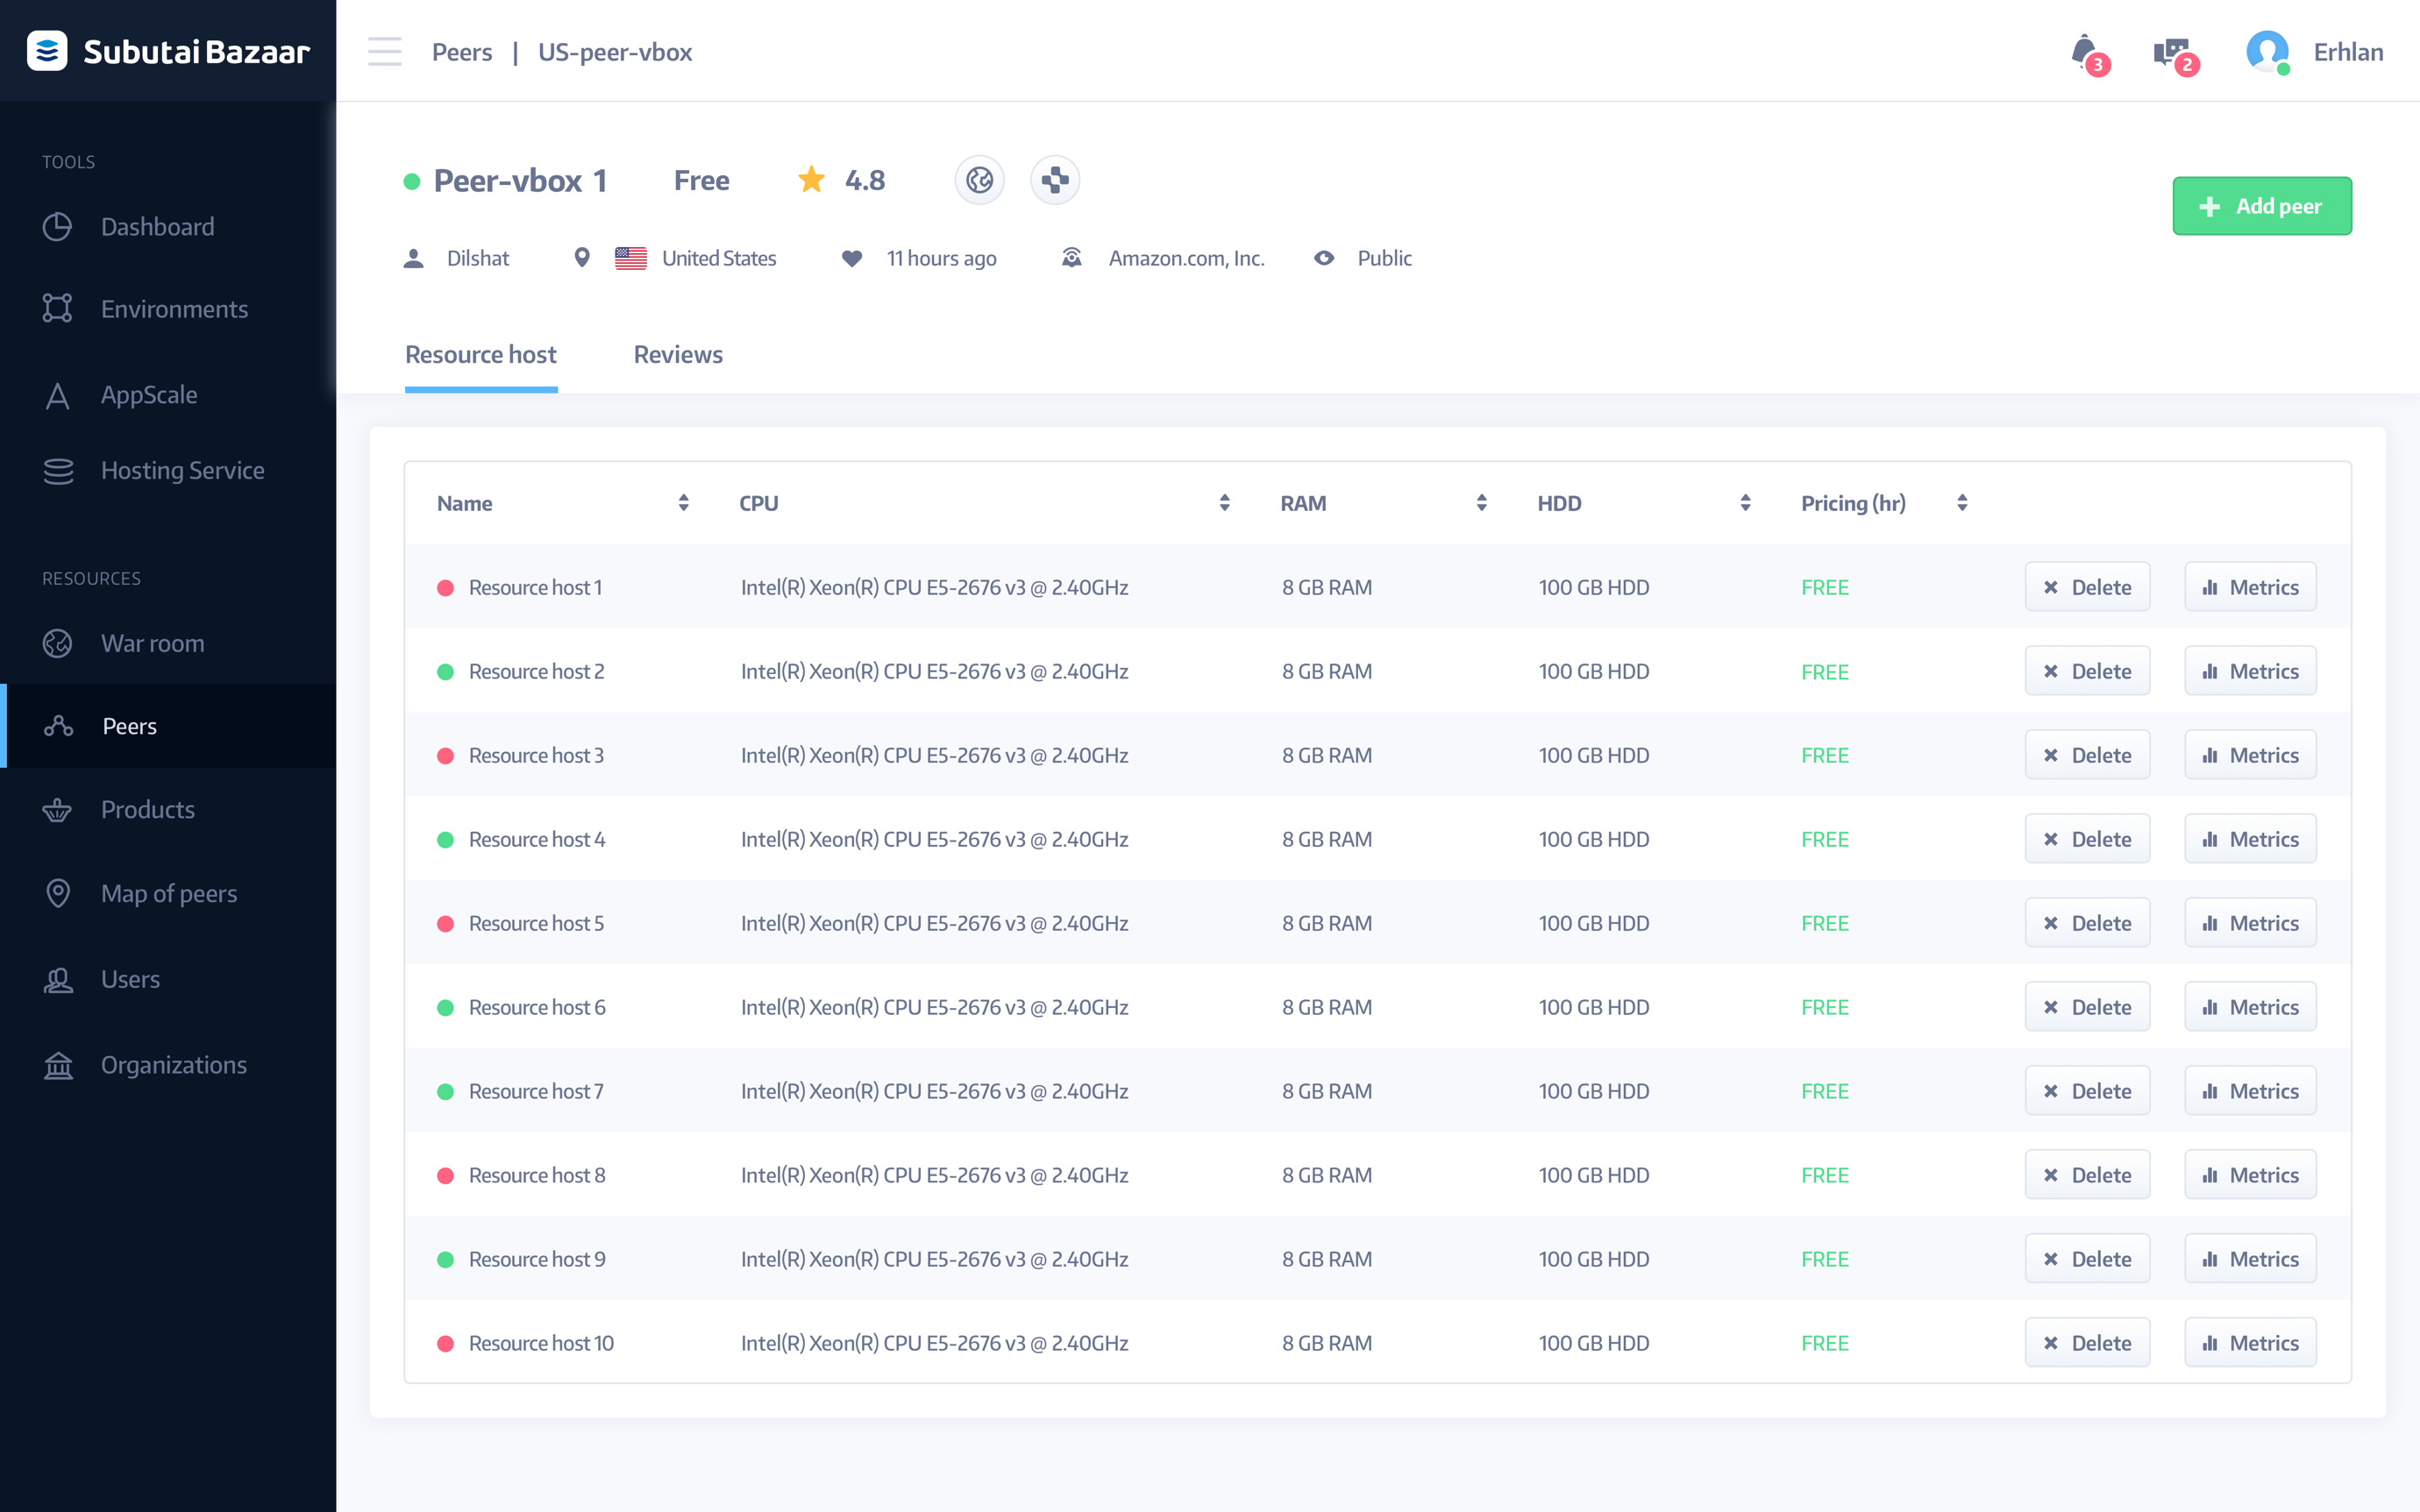 Subutai Bazaar
Peers | US-peer-vbox
3
2
Erhlan
TOOLS
Dashboard
Environments
AppScale
Hosting Service
RESOURCES
War room
Peers
Products
Map of peers
Users
Organizations
Peer-vbox 1 Free 4.8
Add peer
Dilshat United States 11 hours ago Amazon.com, Inc. Public
Resource host Reviews
Name CPU RAM HDD Pricing (hr)
Resource host 1 Intel(R) Xeon(R) CPU E5-2676 v3 @ 2.40GHz 8 GB RAM 100 GB HDD FREE Delete Metrics
Resource host 2 Intel(R) Xeon(R) CPU E5-2676 v3 @ 2.40GHz 8 GB RAM 100 GB HDD FREE Delete Metrics
Resource host 3 Intel(R) Xeon(R) CPU E5-2676 v3 @ 2.40GHz 8 GB RAM 100 GB HDD FREE Delete Metrics
Resource host 4 Intel(R) Xeon(R) CPU E5-2676 v3 @ 2.40GHz 8 GB RAM 100 GB HDD FREE Delete Metrics
Resource host 5 Intel(R) Xeon(R) CPU E5-2676 v3 @ 2.40GHz 8 GB RAM 100 GB HDD FREE Delete Metrics
Resource host 6 Intel(R) Xeon(R) CPU E5-2676 v3 @ 2.40GHz 8 GB RAM 100 GB HDD FREE Delete Metrics
Resource host 7 Intel(R) Xeon(R) CPU E5-2676 v3 @ 2.40GHz 8 GB RAM 100 GB HDD FREE Delete Metrics
Resource host 8 Intel(R) Xeon(R) CPU E5-2676 v3 @ 2.40GHz 8 GB RAM 100 GB HDD FREE Delete Metrics
Resource host 9 Intel(R) Xeon(R) CPU E5-2676 v3 @ 2.40GHz 8 GB RAM 100 GB HDD FREE Delete Metrics
Resource host 10 Intel(R) Xeon(R) CPU E5-2676 v3 @ 2.40GHz 8 GB RAM 100 GB HDD FREE Delete Metrics